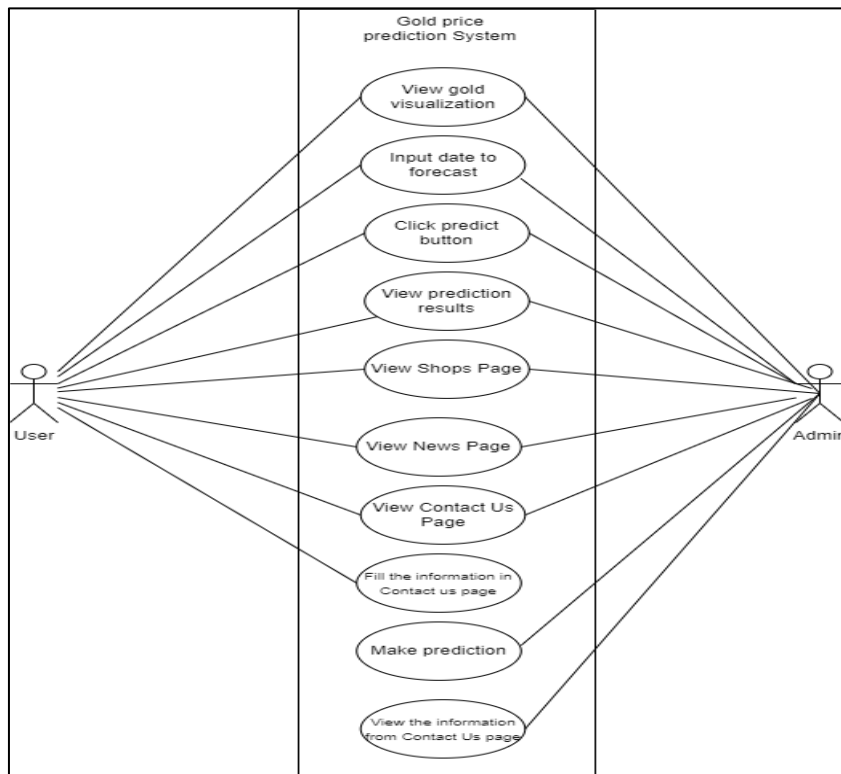 Gold price
prediction System
View gold
visualization
Input date to
forecast
Click predict
button
View prediction
results
View Shops Page
User
Admin
View News Page
View Contact Us
Page
Fill the information in
Contact us page
Make prediction
View the information
from Contact Us page